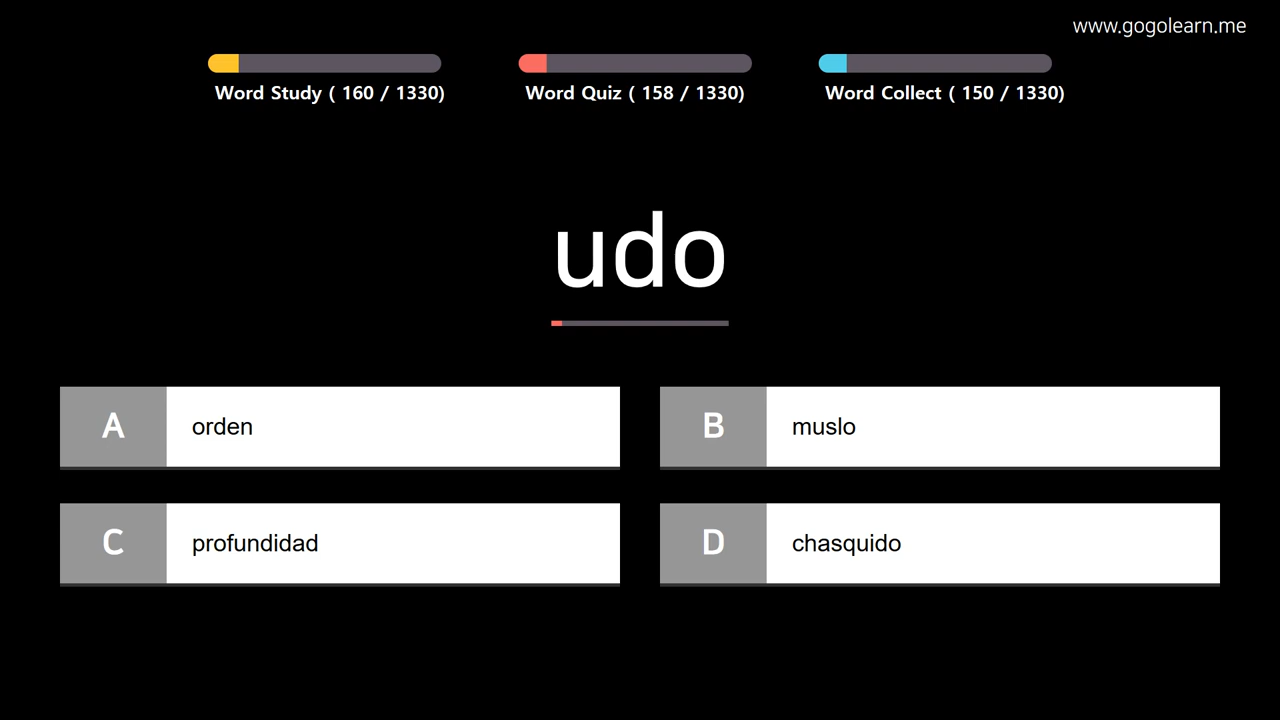 www.gogolearn.me
Word Study ( 160 / 1330)
Word Quiz ( 158 / 1330)
Word Collect ( 150 / 1330)
udo
A orden
B muslo
C profundidad
D chasquido